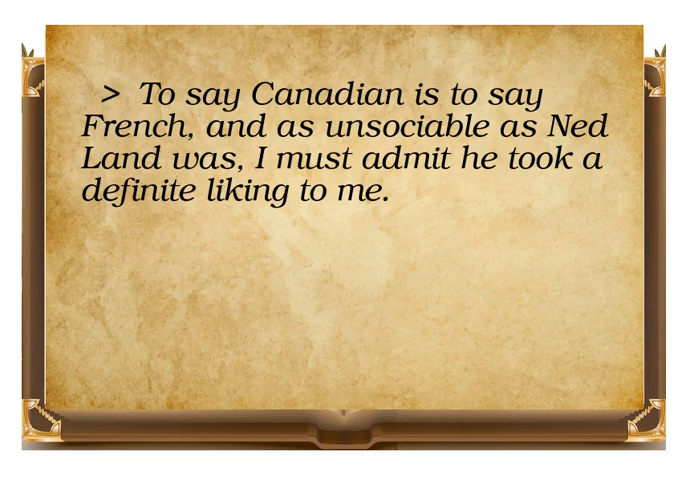 > To say Canadian is to say
French, and as unsociable as Ned
Land was, I must admit he took a
definite liking to me.